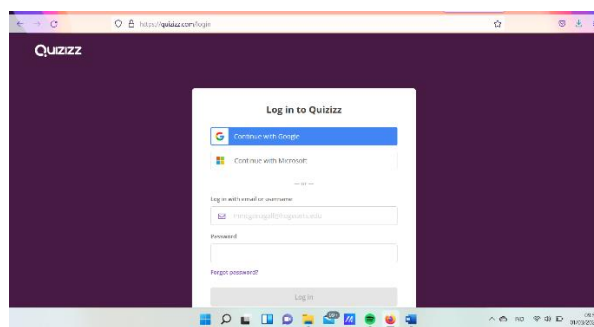 https://quizizz.com/login
Quizizz
Log in to Quizizz
Continue with Google
Continue with Microsoft
or
Log in with email or username
Password
Forgot password?
Log in